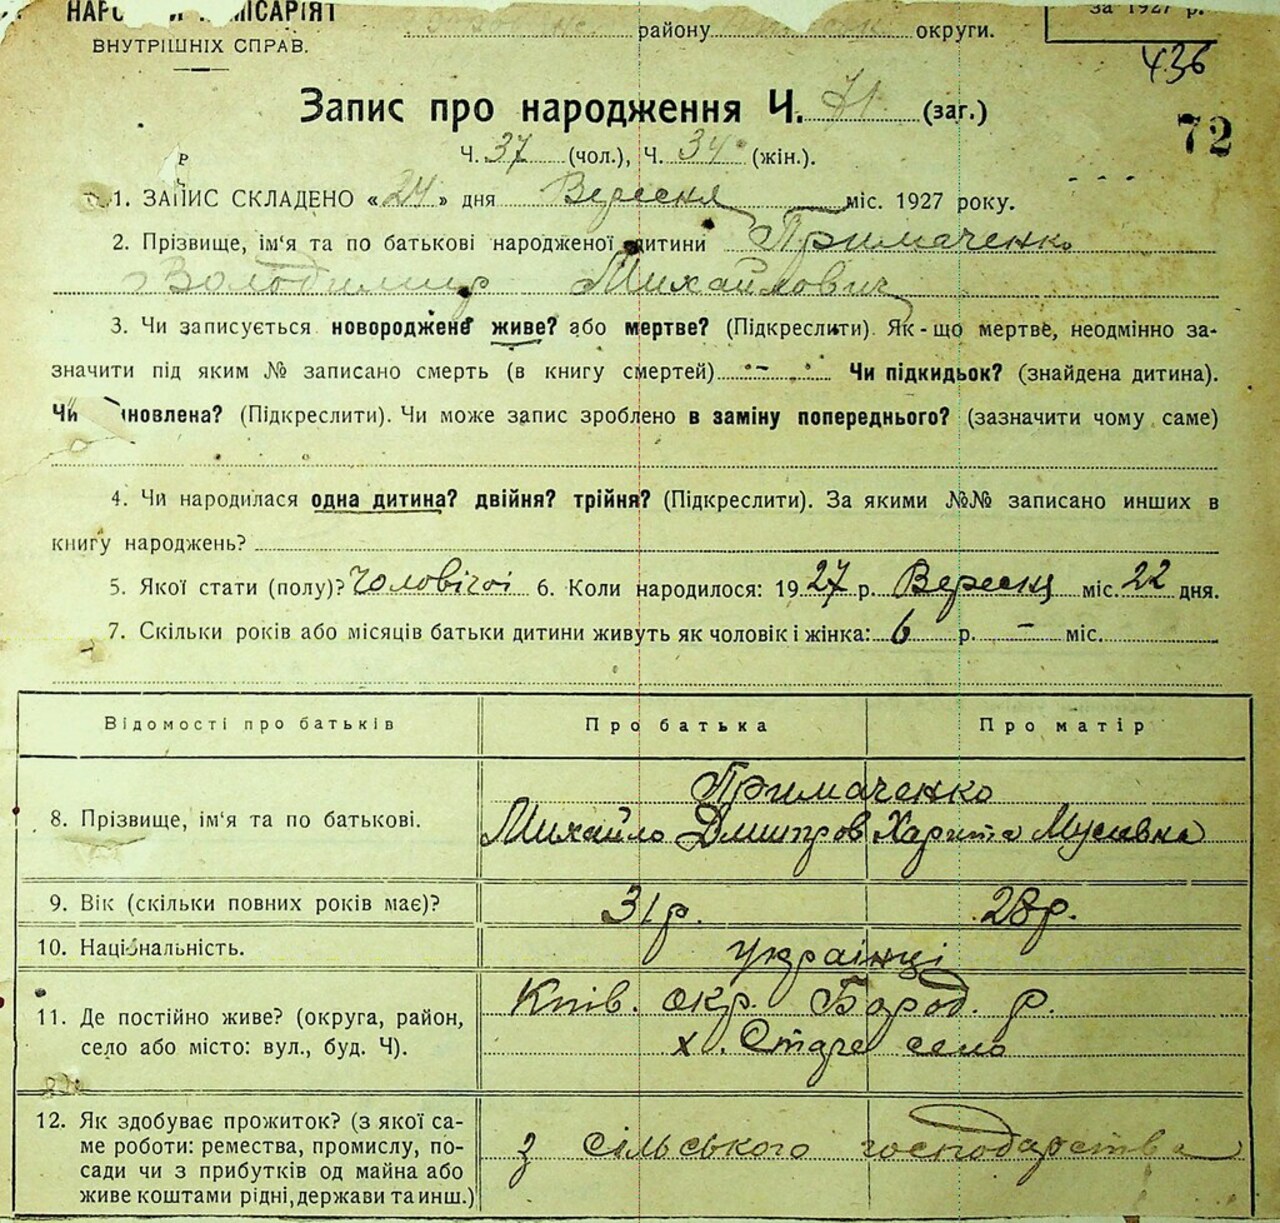 за 1927 р.
ВНУТРІШНІХ СПРАВ. району округи.
436
Запис про народження Ч. 71 (заг.)
72
Ч. 37 (чол.), Ч. 34 (жін.).
1. ЗАПИС СКЛАДЕНО «24» дня Вересня міс. 1927 року.
2. Прізвище, ім'я та по батькові народженої дитини Примаченко
Володимир Михайлович
3. Чи записується новороджене живе? або мертве? (Підкреслити). Як-що мертве, неодмінно за-
значити під яким № записано смерть (в книгу смертей) Чи підкидьок? (знайдена дитина).
Чи новлена? (Підкреслити). Чи може запис зроблено в заміну попереднього? (зазначити чому саме)
4. Чи народилася одна дитина? двійня? трійня? (Підкреслити). За якими №№ записано инших в
книгу народжень?
5. Якої стати (полу)? Чоловічоі 6. Коли народилося: 1927 р. Вересня міс. 22 дня.
7. Скільки років або місяців батьки дитини живуть як чоловік і жінка: 6 р. – міс.
Відомості про батьків Про батька Про матір
Примаченко
8. Прізвище, ім'я та по батькові. Михайло Дмитров Харита Мусивна
9. Вік (скільки повних років має)? 31 р. 28 р.
10. Національність. українці
11. Де постійно живе? (округа, район, село або місто: вул., буд. Ч). Київ. окр. Бород. р.
х. Старе село
12. Як здобуває прожиток? (з якої са-
ме роботи: ремества, промислу, по-
сади чи з прибутків од майна або
живе коштами рідні, держави та инш.)
з сільського господарства